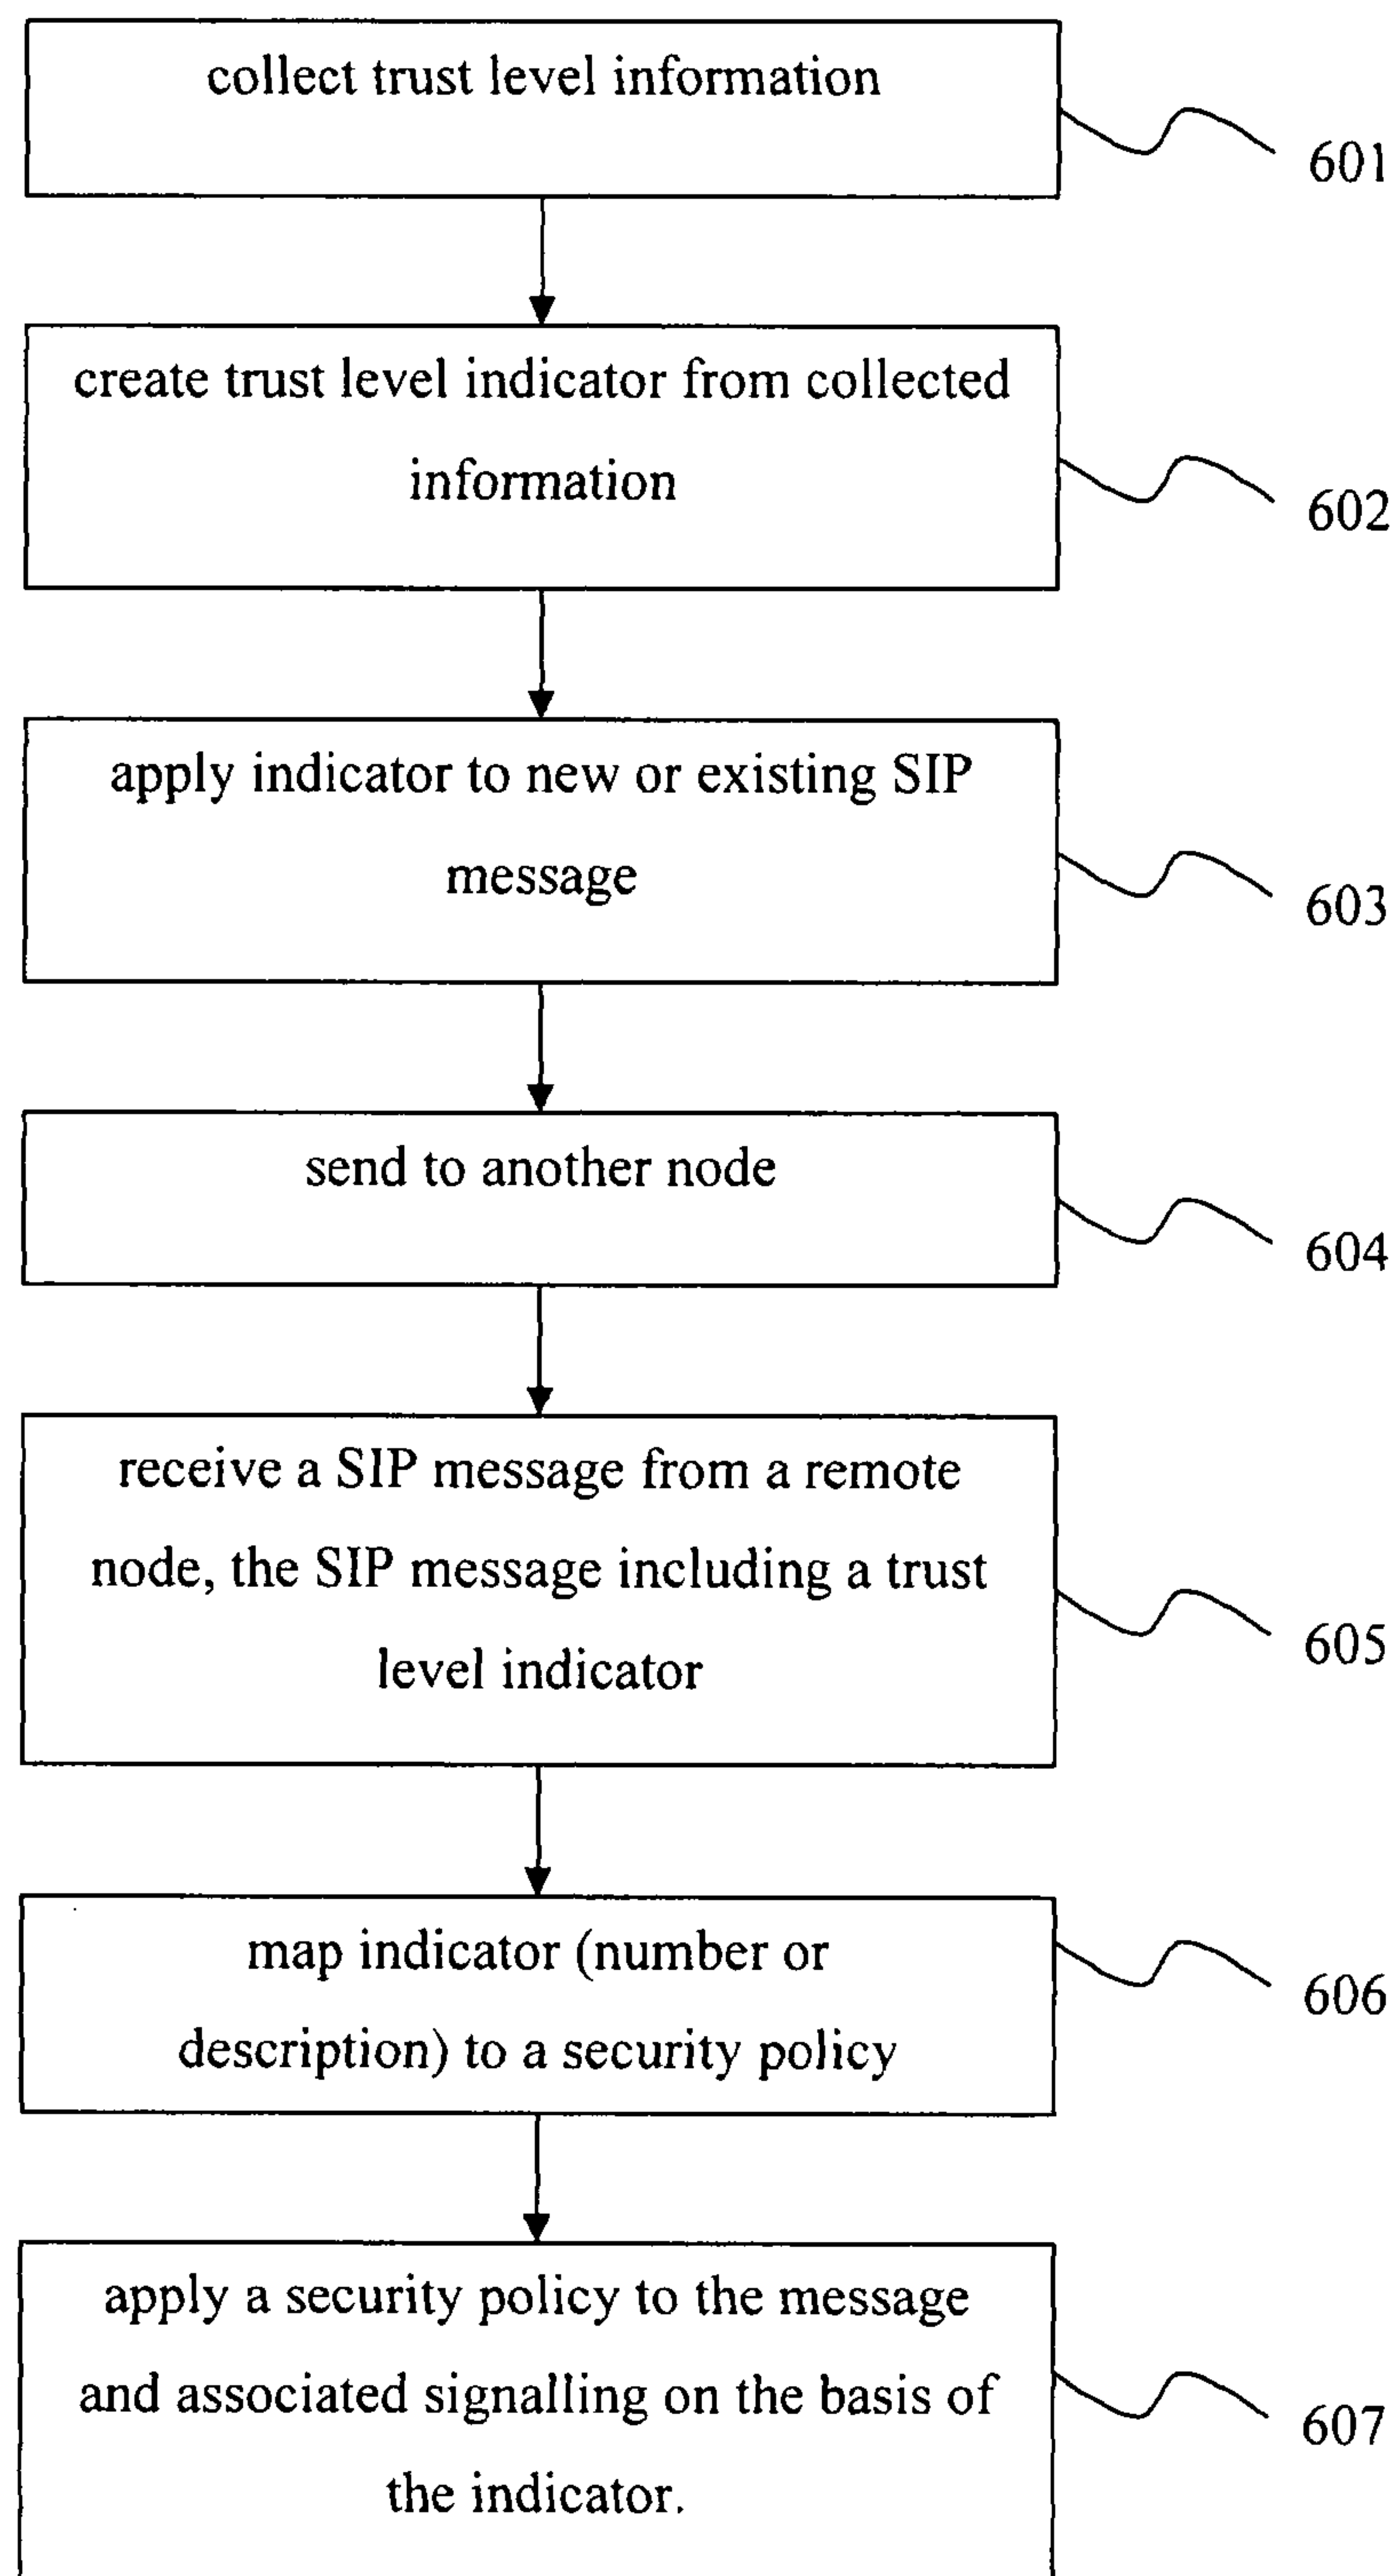 collect trust level information
601
create trust level indicator from collected
information
602
apply indicator to new or existing SIP
message
603
send to another node
604
receive a SIP message from a remote
node, the SIP message including a trust
level indicator
605
map indicator (number or
description) to a security policy
606
apply a security policy to the message
and associated signalling on the basis of
the indicator.
607